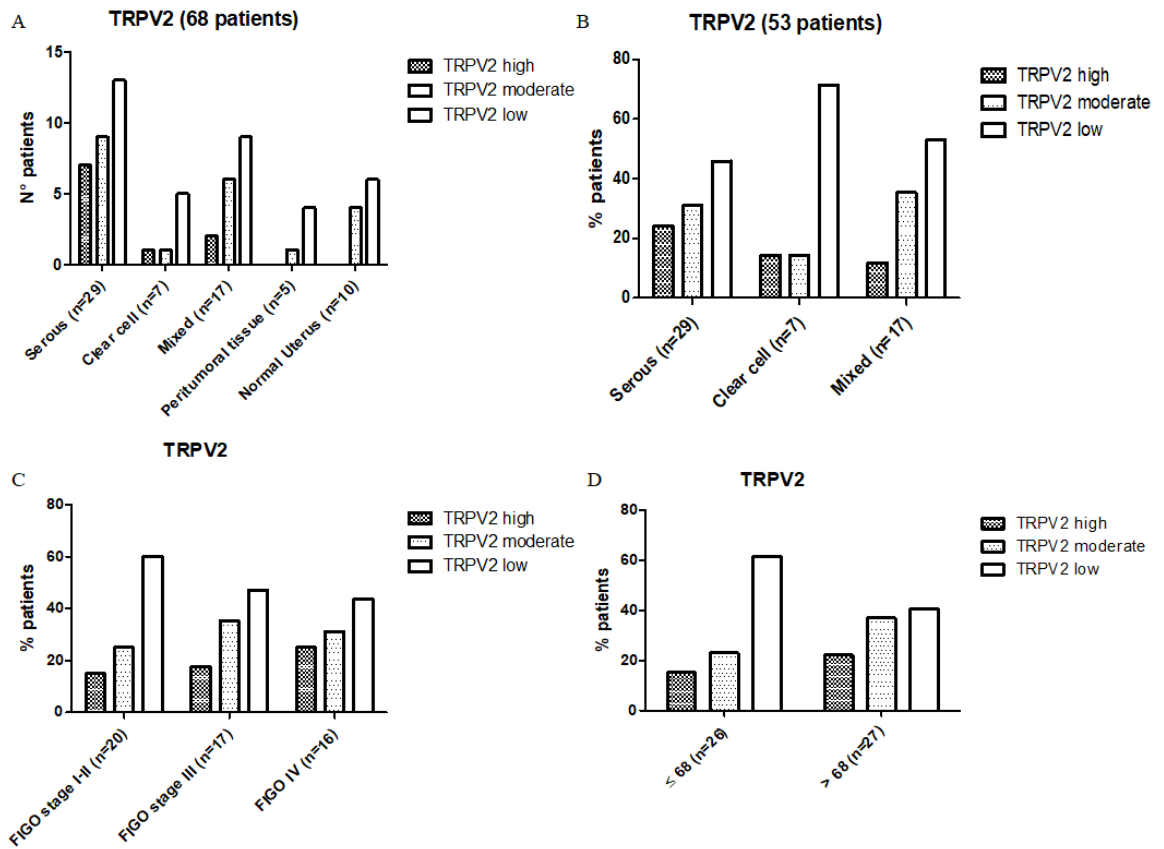 A
TRPV2 (68 patients)
N° patients
15
10
5
0
Serous (n=29)
Clear cell (n=7)
Mixed (n=17)
Peritumoral tissue (n=5)
Normal Uterus (n=10)
TRPV2 high
TRPV2 moderate
TRPV2 low
B
TRPV2 (53 patients)
% patients
80
60
40
20
0
Serous (n=29)
Clear cell (n=7)
Mixed (n=17)
TRPV2 high
TRPV2 moderate
TRPV2 low
C
TRPV2
% patients
80
60
40
20
0
FIGO stage I-II (n=20)
FIGO stage III (n=17)
FIGO IV (n=16)
TRPV2 high
TRPV2 moderate
TRPV2 low
D
TRPV2
% patients
80
60
40
20
0
≤ 68 (n=26)
> 68 (n=27)
TRPV2 high
TRPV2 moderate
TRPV2 low